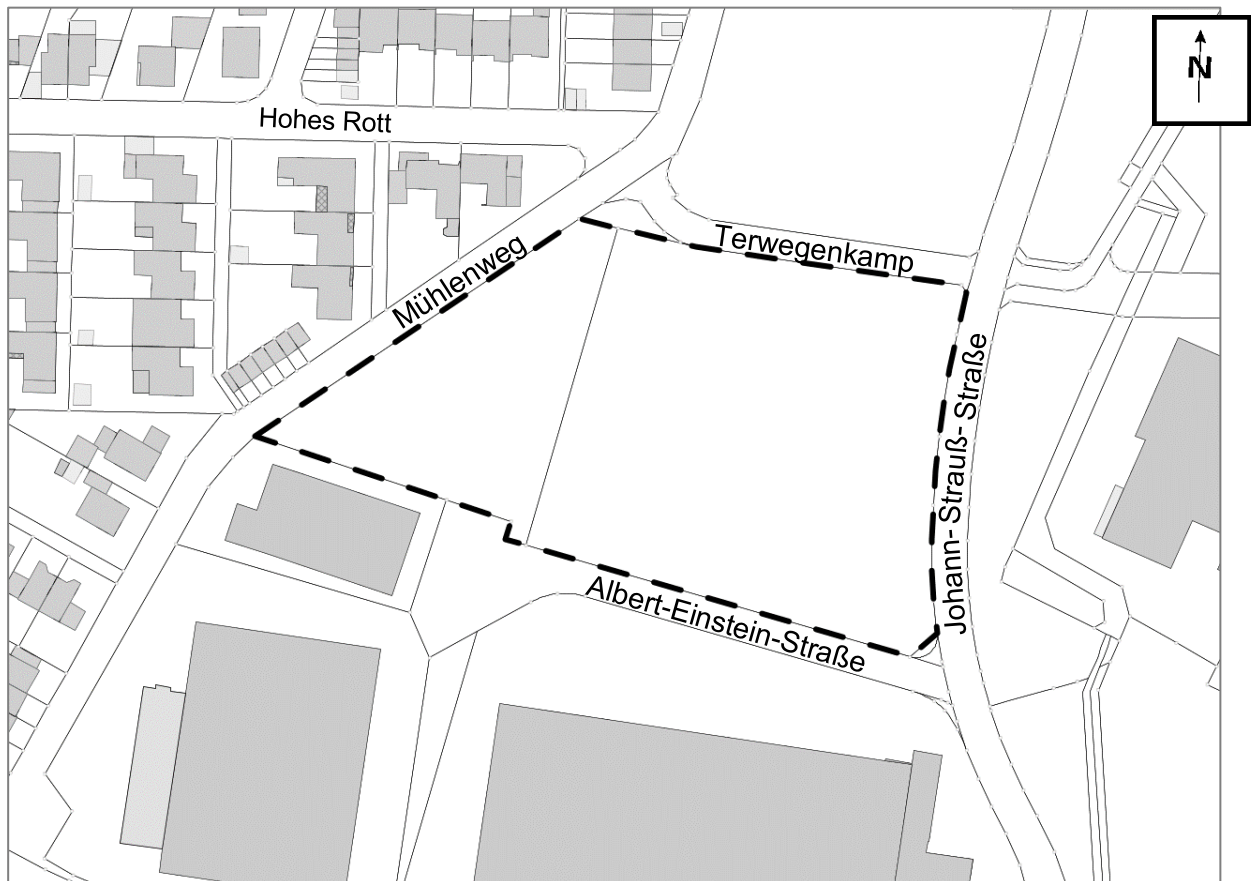 N
Hohes Rott
Terwegenkamp
Mühlenweg
Johann- Strauß- Straße
Albert-Einstein-Straße